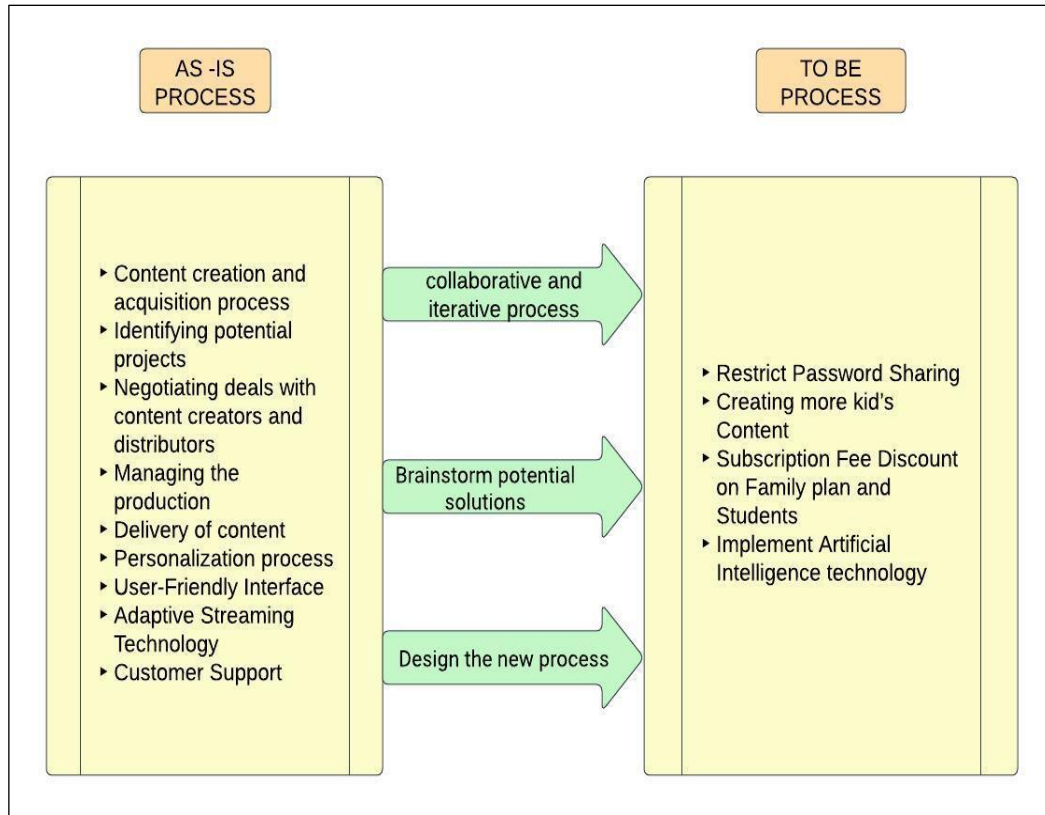 AS -IS
PROCESS
TO BE
PROCESS
‣ Content creation and
acquisition process
‣ Identifying potential
projects
‣ Negotiating deals with
content creators and
distributors
‣ Managing the
production
‣ Delivery of content
‣ Personalization process
‣ User-Friendly Interface
‣ Adaptive Streaming
Technology
‣ Customer Support
collaborative and
iterative process
Brainstorm potential
solutions
Design the new process
‣ Restrict Password Sharing
‣ Creating more kid's
Content
‣ Subscription Fee Discount
on Family plan and
Students
‣ Implement Artificial
Intelligence technology